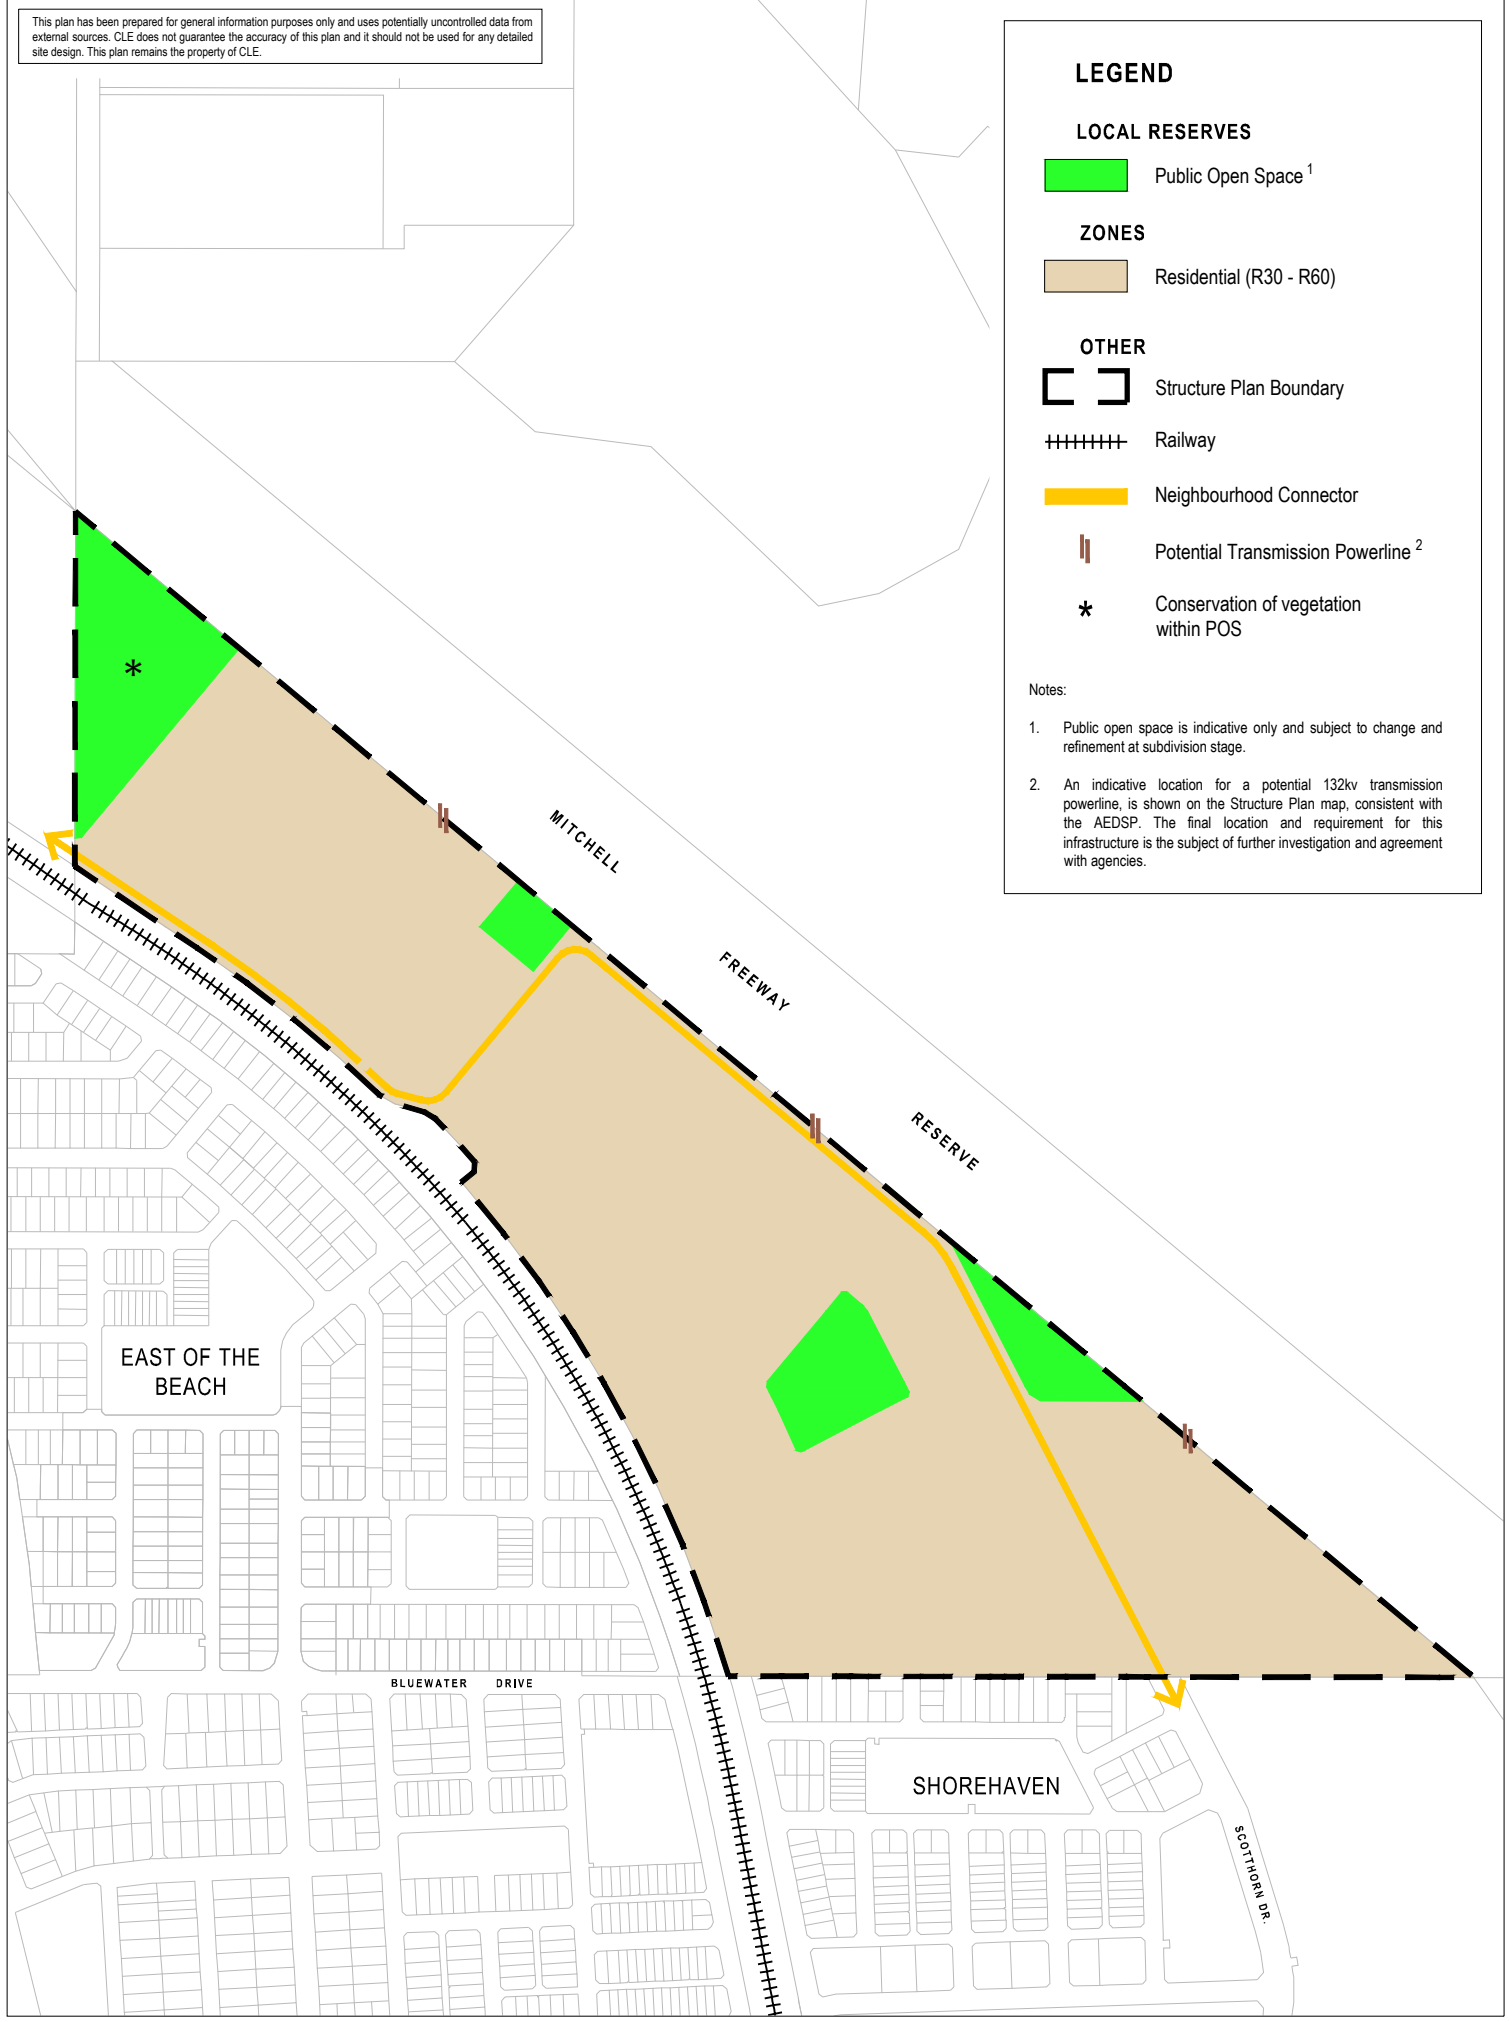 This plan has been prepared for general information purposes only and uses potentially uncontrolled data from
external sources. CLE does not guarantee the accuracy of this plan and it should not be used for any detailed
site design. This plan remains the property of CLE.
LEGEND
LOCAL RESERVES
Public Open Space 1
ZONES
Residential (R30 - R60)
OTHER
Structure Plan Boundary
Railway
Neighbourhood Connector
Potential Transmission Powerline 2
* Conservation of vegetation
within POS
Notes:
1. Public open space is indicative only and subject to change and
refinement at subdivision stage.
2. An indicative location for a potential 132kv transmission
powerline, is shown on the Structure Plan map, consistent with
the AEDSP. The final location and requirement for this
infrastructure is the subject of further investigation and agreement
with agencies.
*
MITCHELL
FREEWAY
RESERVE
EAST OF THE
BEACH
BLUEWATER DRIVE
SHOREHAVEN
SCOTTHORN DR.